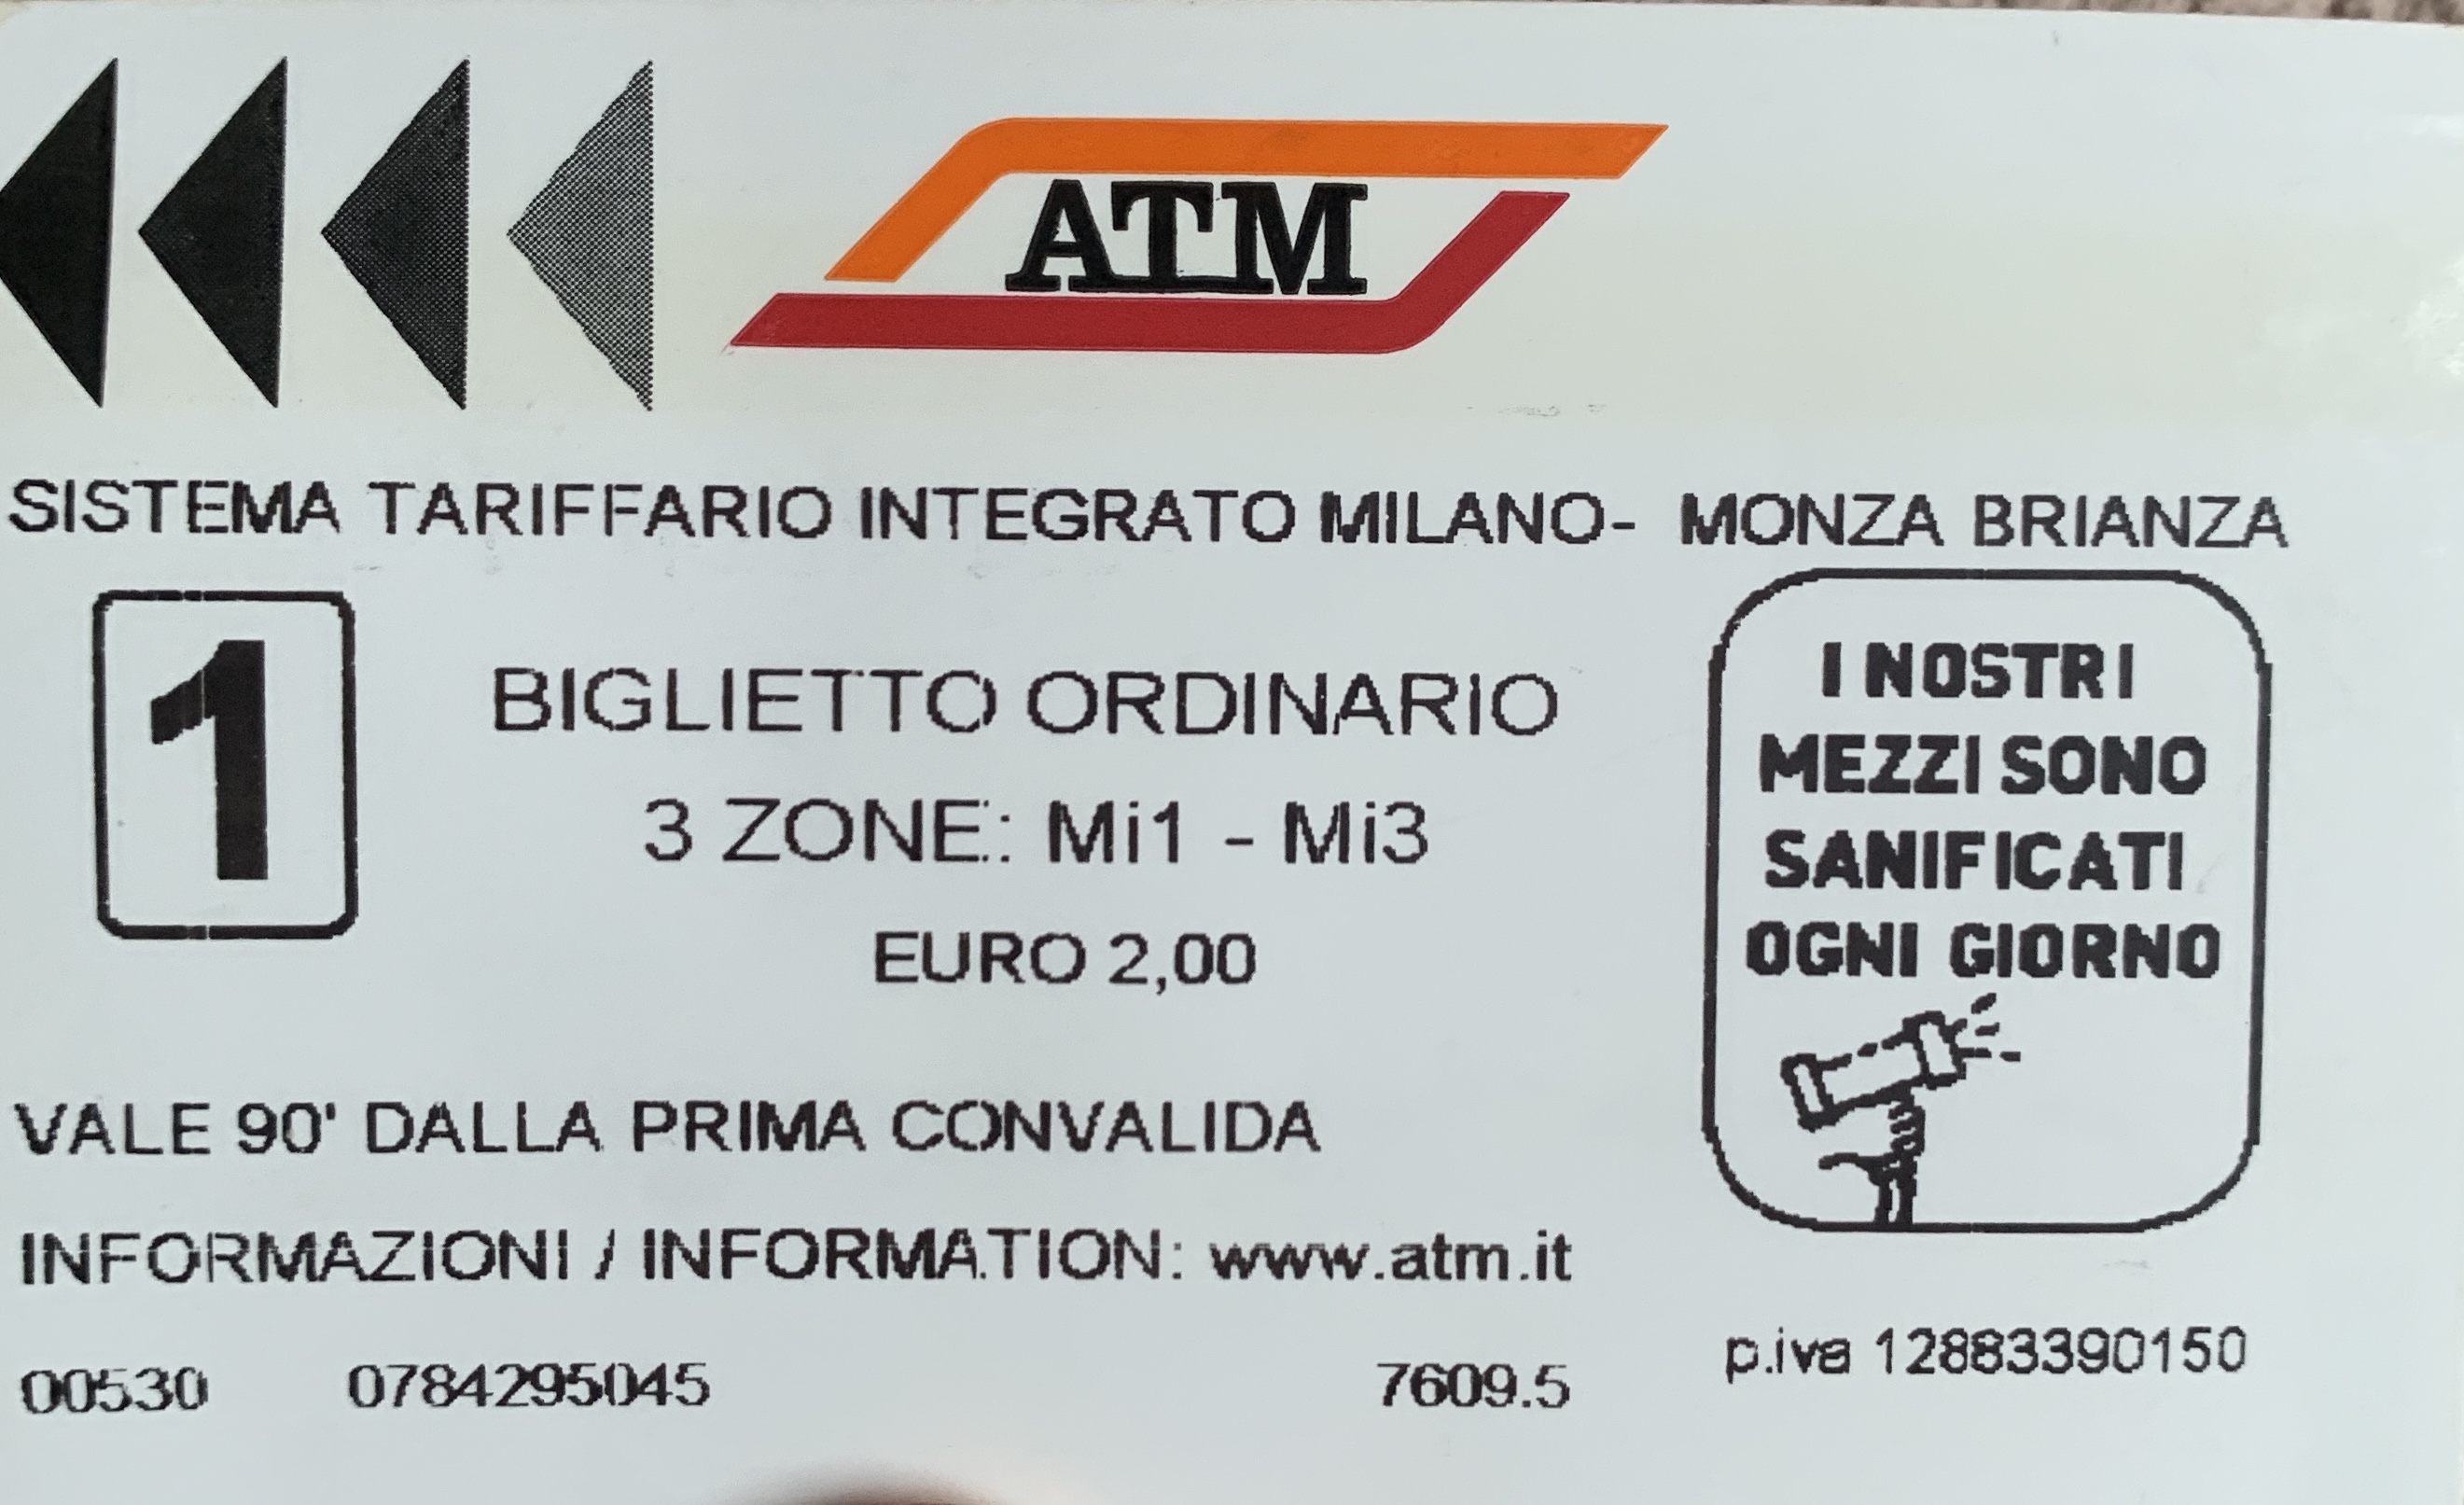 ATM
SISTEMA TARIFFARIO INTEGRATO MILANO- MONZA BRIANZA
1
BIGLIETTO ORDINARIO
3 ZONE: Mi1 - Mi3
EURO 2,00
I NOSTRI
MEZZI SONO
SANIFICATI
OGNI GIORNO
VALE 90' DALLA PRIMA CONVALIDA
INFORMAZIONI / INFORMATION: www.atm.it
00530 0784295045 7609.5
p.iva 12883390150